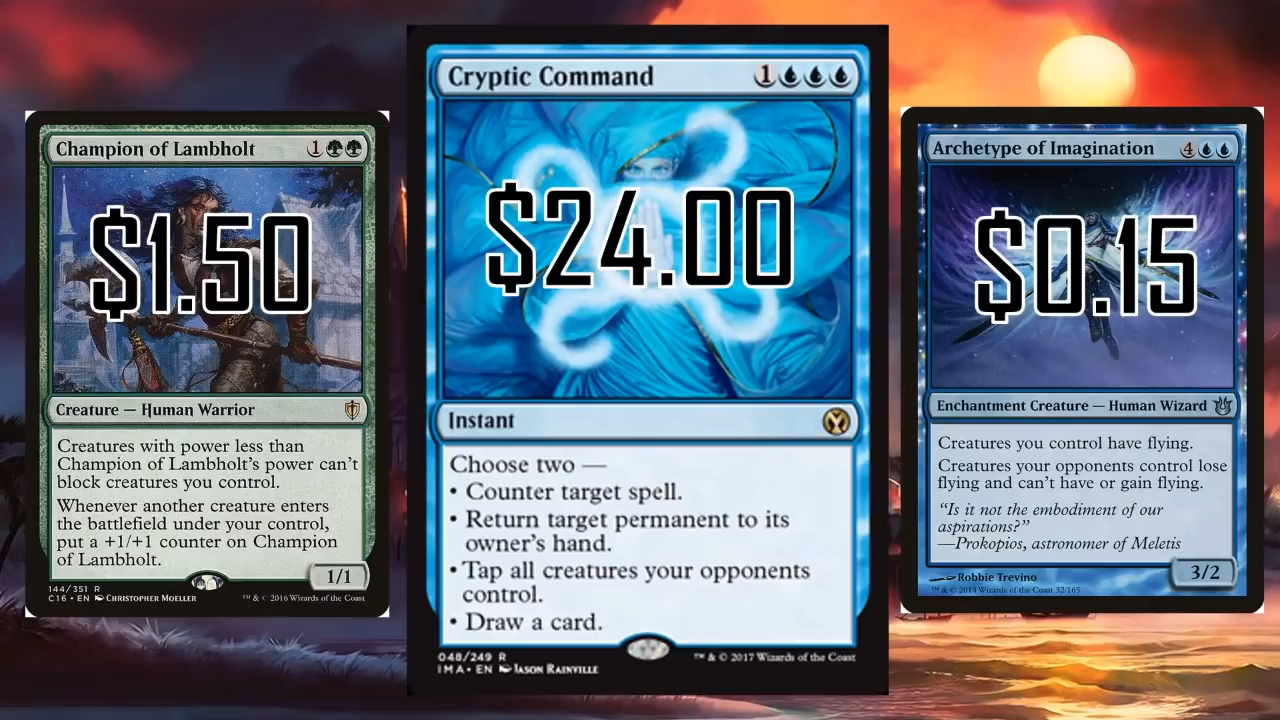 Champion of Lambholt 1
$1.50
Creature — Human Warrior
Creatures with power less than
Champion of Lambholt's power can't
block creatures you control.
Whenever another creature enters
the battlefield under your control,
put a +1/+1 counter on Champion
of Lambholt.
1/1
144/351 R
C16 • EN Christopher Moeller ™ & © 2016 Wizards of the Coast
Cryptic Command 1
$24.00
Instant
Choose two —
• Counter target spell.
• Return target permanent to its
owner's hand.
• Tap all creatures your opponents
control.
• Draw a card.
048/249 R ™ & © 2017 Wizards of the Coast
IMA • EN Jason Rainville
Archetype of Imagination 4
$0.15
Enchantment Creature — Human Wizard
Creatures you control have flying.
Creatures your opponents control lose
flying and can't have or gain flying.
“Is it not the embodiment of our
aspirations?”
—Prokopios, astronomer of Meletis
Robbie Trevino
3/2
™ & © 2014 Wizards of the Coast 32/165